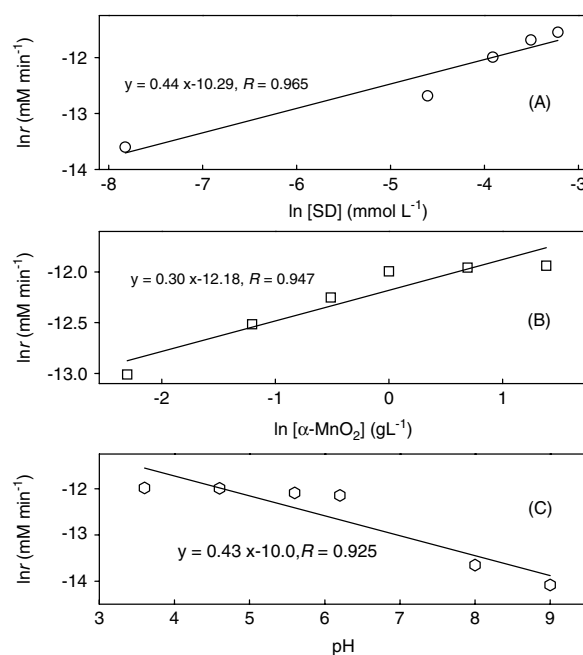 -12
-13
-14
lnr (mM min⁻¹)
y = 0.44 x-10.29, R = 0.965
(A)
-8 -7 -6 -5 -4 -3
ln [SD] (mmol L⁻¹)
-12.0
-12.5
-13.0
lnr (mM min⁻¹)
y = 0.30 x-12.18, R = 0.947
(B)
-2 -1 0 1
ln [α-MnO₂] (gL⁻¹)
-12
-13
-14
lnr (mM min⁻¹)
(C)
y = 0.43 x-10.0,R = 0.925
3 4 5 6 7 8 9
pH